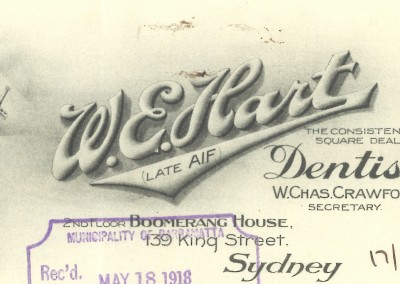 W.E. Hart
(LATE AIF)
THE CONSISTEN
SQUARE DEAL
Dentis
W. CHAS. CRAWFO
SECRETARY.
2ND FLOOR BOOMERANG HOUSE,
139 King Street.
Sydney
17/
MUNICIPALITY OF PARRAMATTA
Rec'd. MAY 18 1918